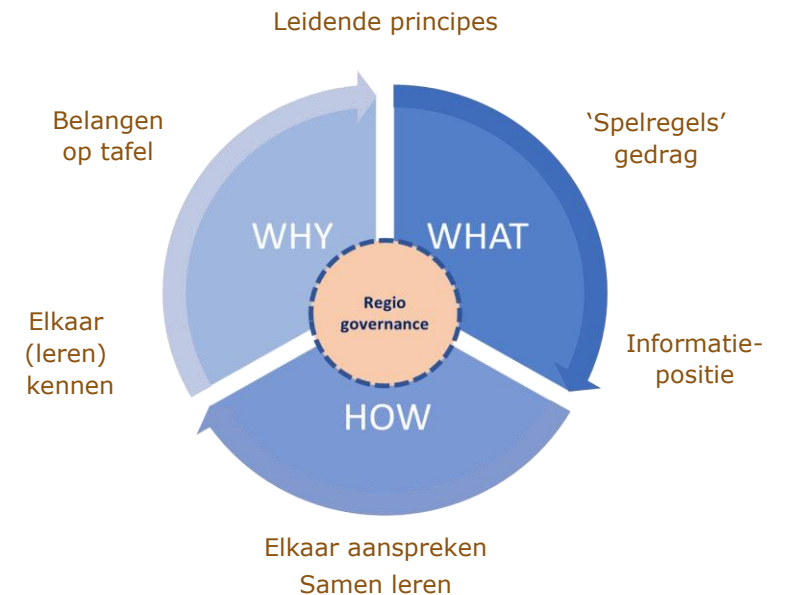 Leidende principes
Belangen
op tafel
‘Spelregels’
gedrag
WHY
WHAT
Regio
governance
Elkaar
(leren)
kennen
Informatie-
positie
HOW
Elkaar aanspreken
Samen leren